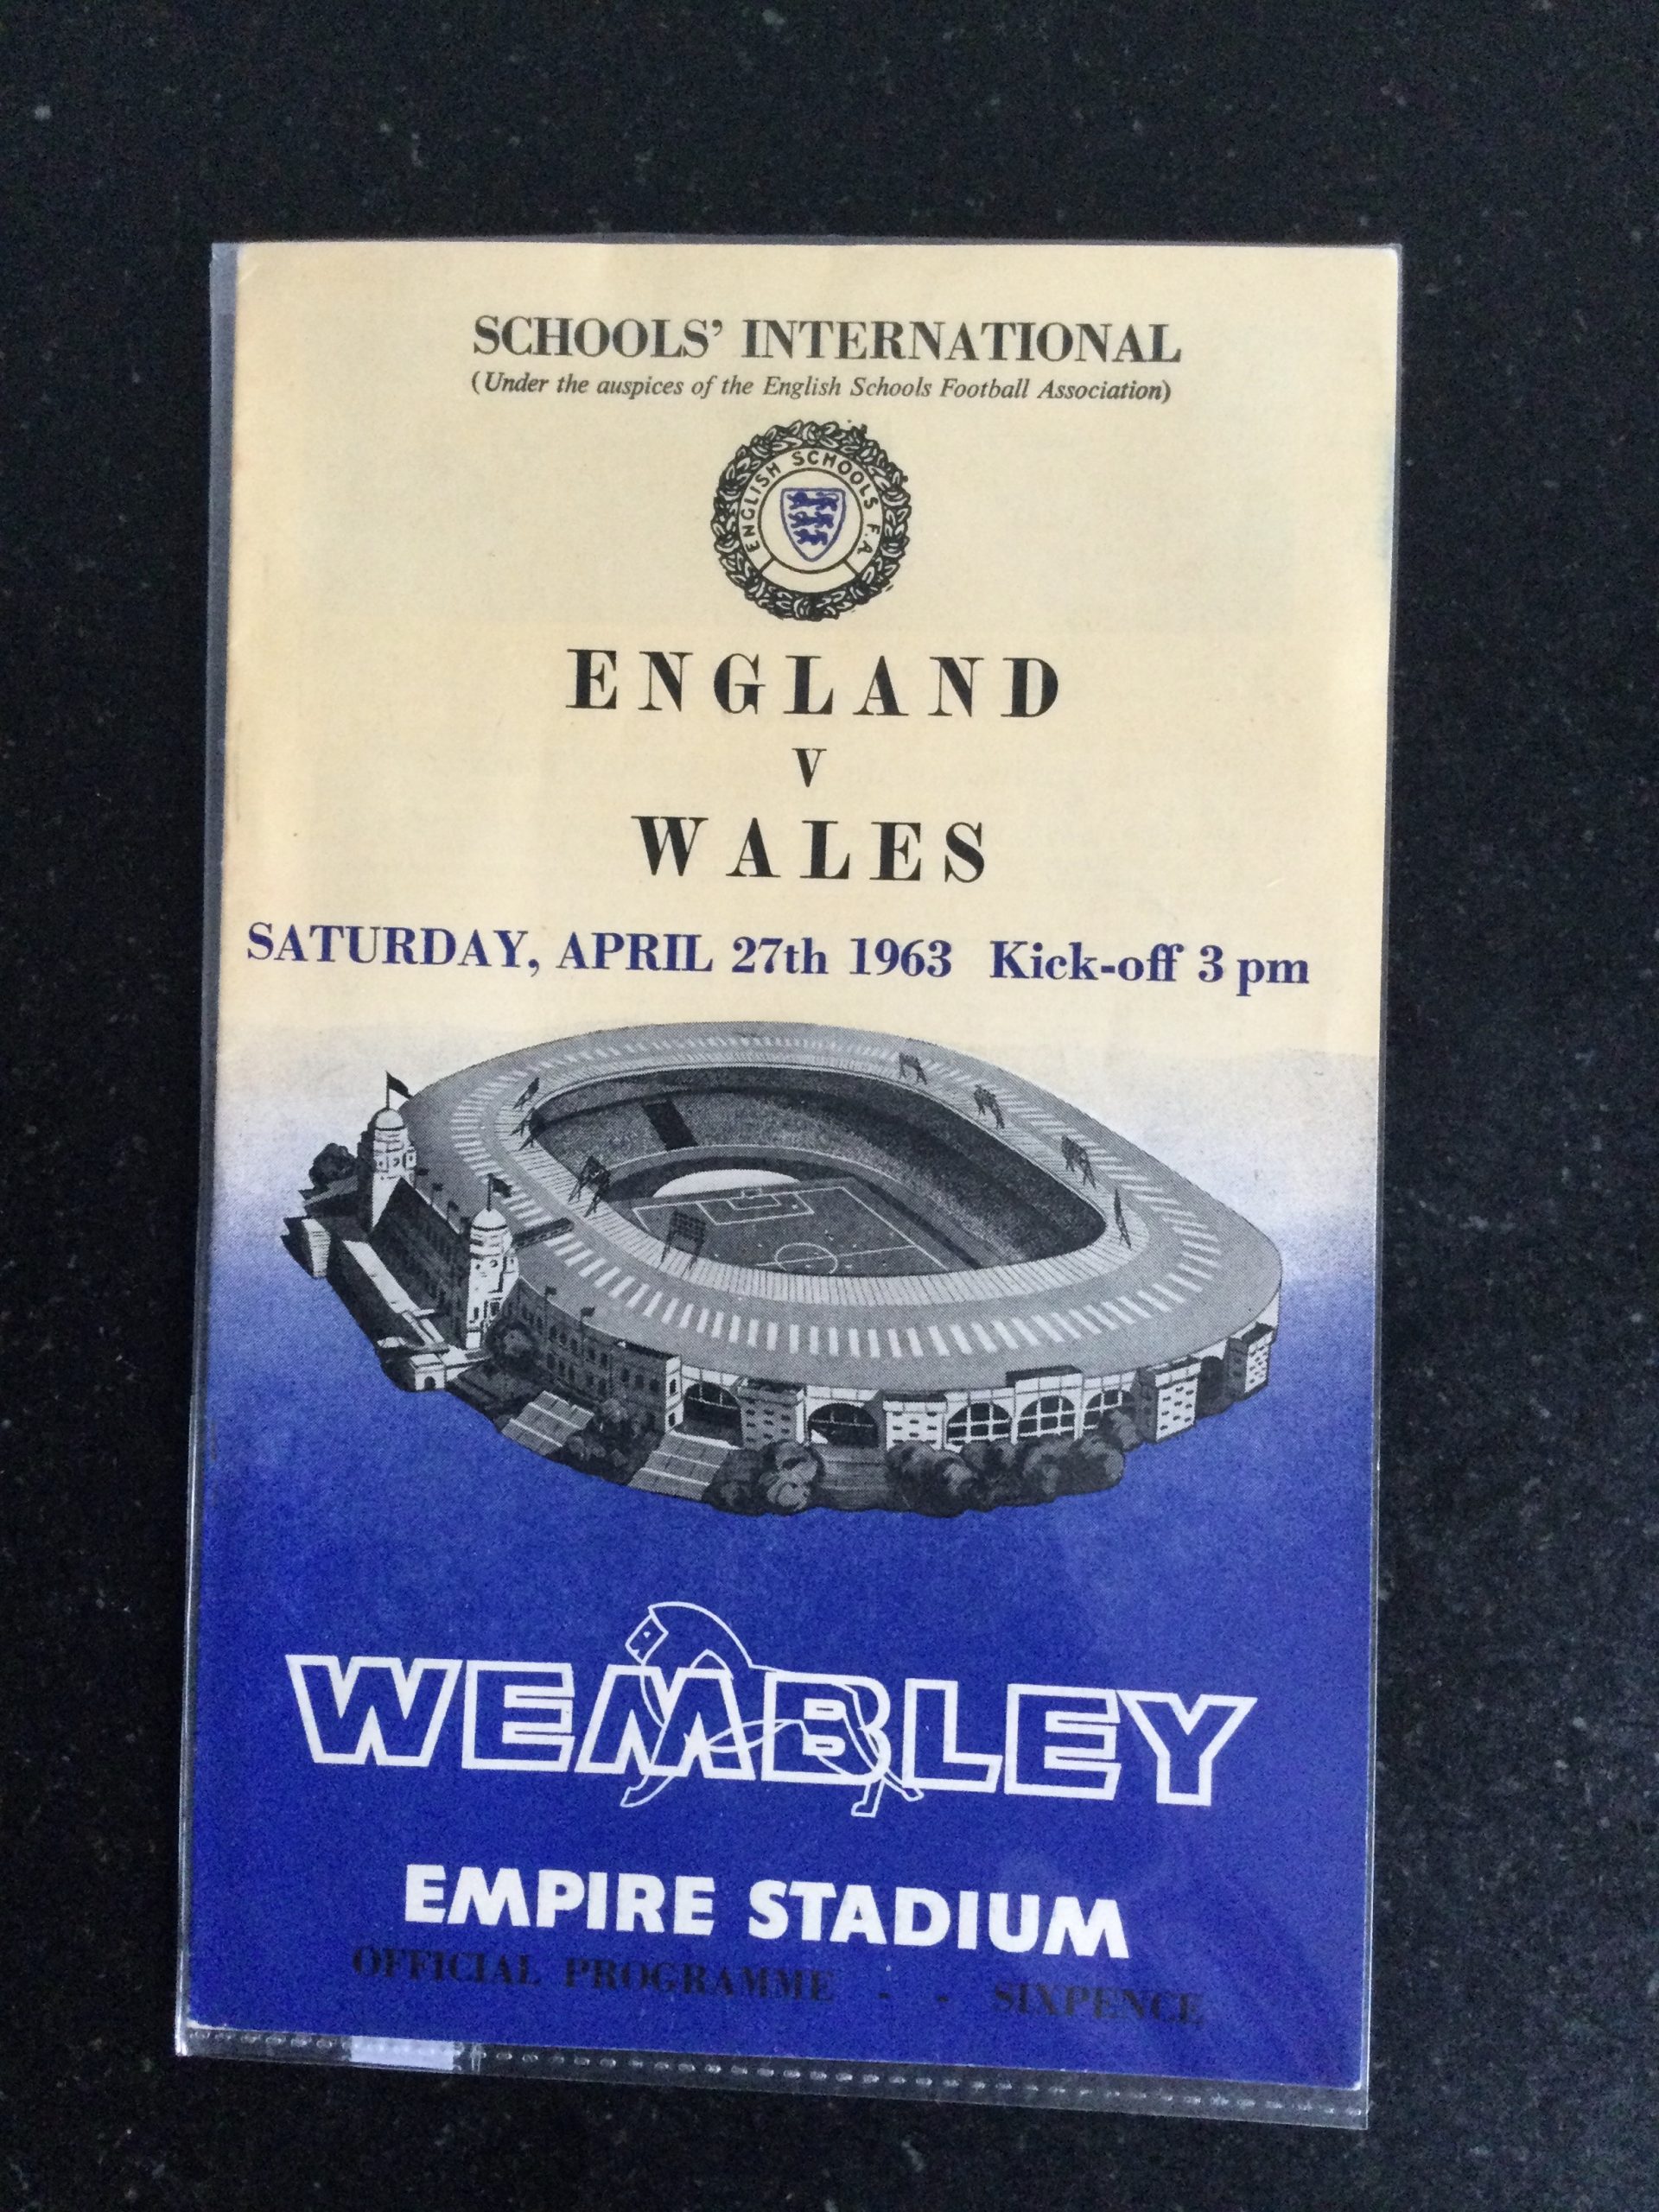 SCHOOLS' INTERNATIONAL
(Under the auspices of the English Schools Football Association)
ENGLISH SCHOOLS F.A.
ENGLAND
V
WALES
SATURDAY, APRIL 27th 1963 Kick-off 3 pm
WEMBLEY
EMPIRE STADIUM
OFFICIAL PROGRAMME - - SIXPENCE